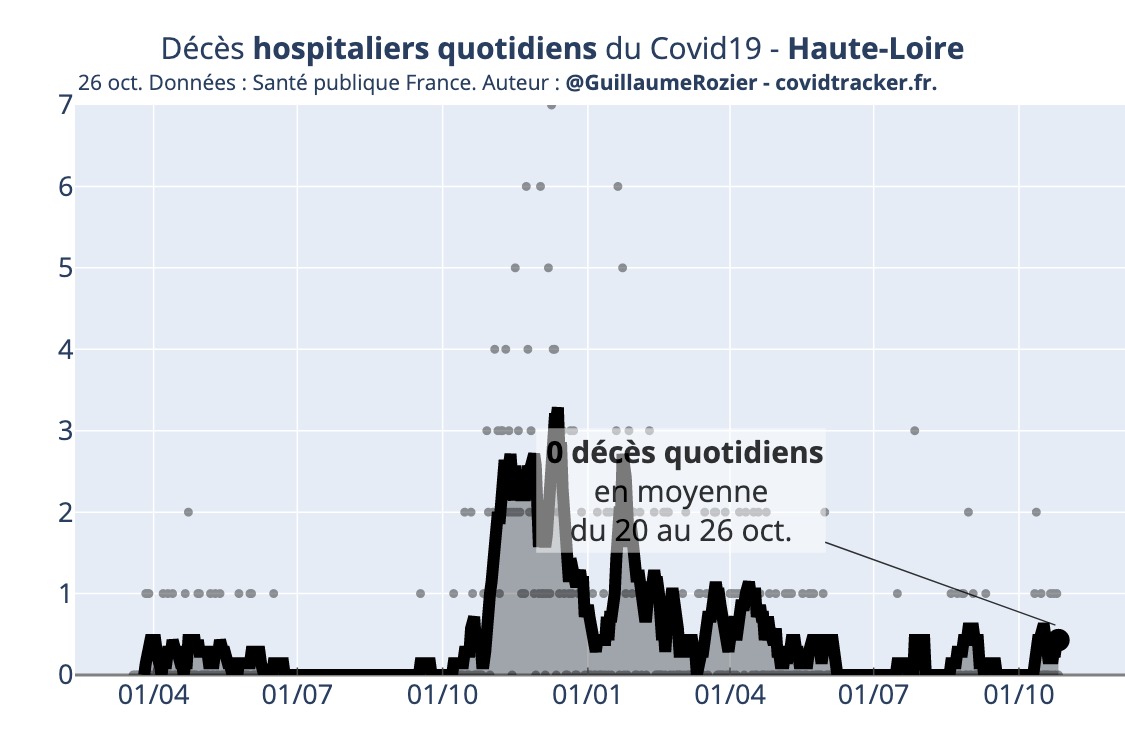 Décès hospitaliers quotidiens du Covid19 - Haute-Loire
26 oct. Données : Santé publique France. Auteur : @GuillaumeRozier - covidtracker.fr.
7
6
5
4
3
2
1
0
0 décès quotidiens
en moyenne
du 20 au 26 oct.
01/04 01/07 01/10 01/01 01/04 01/07 01/10